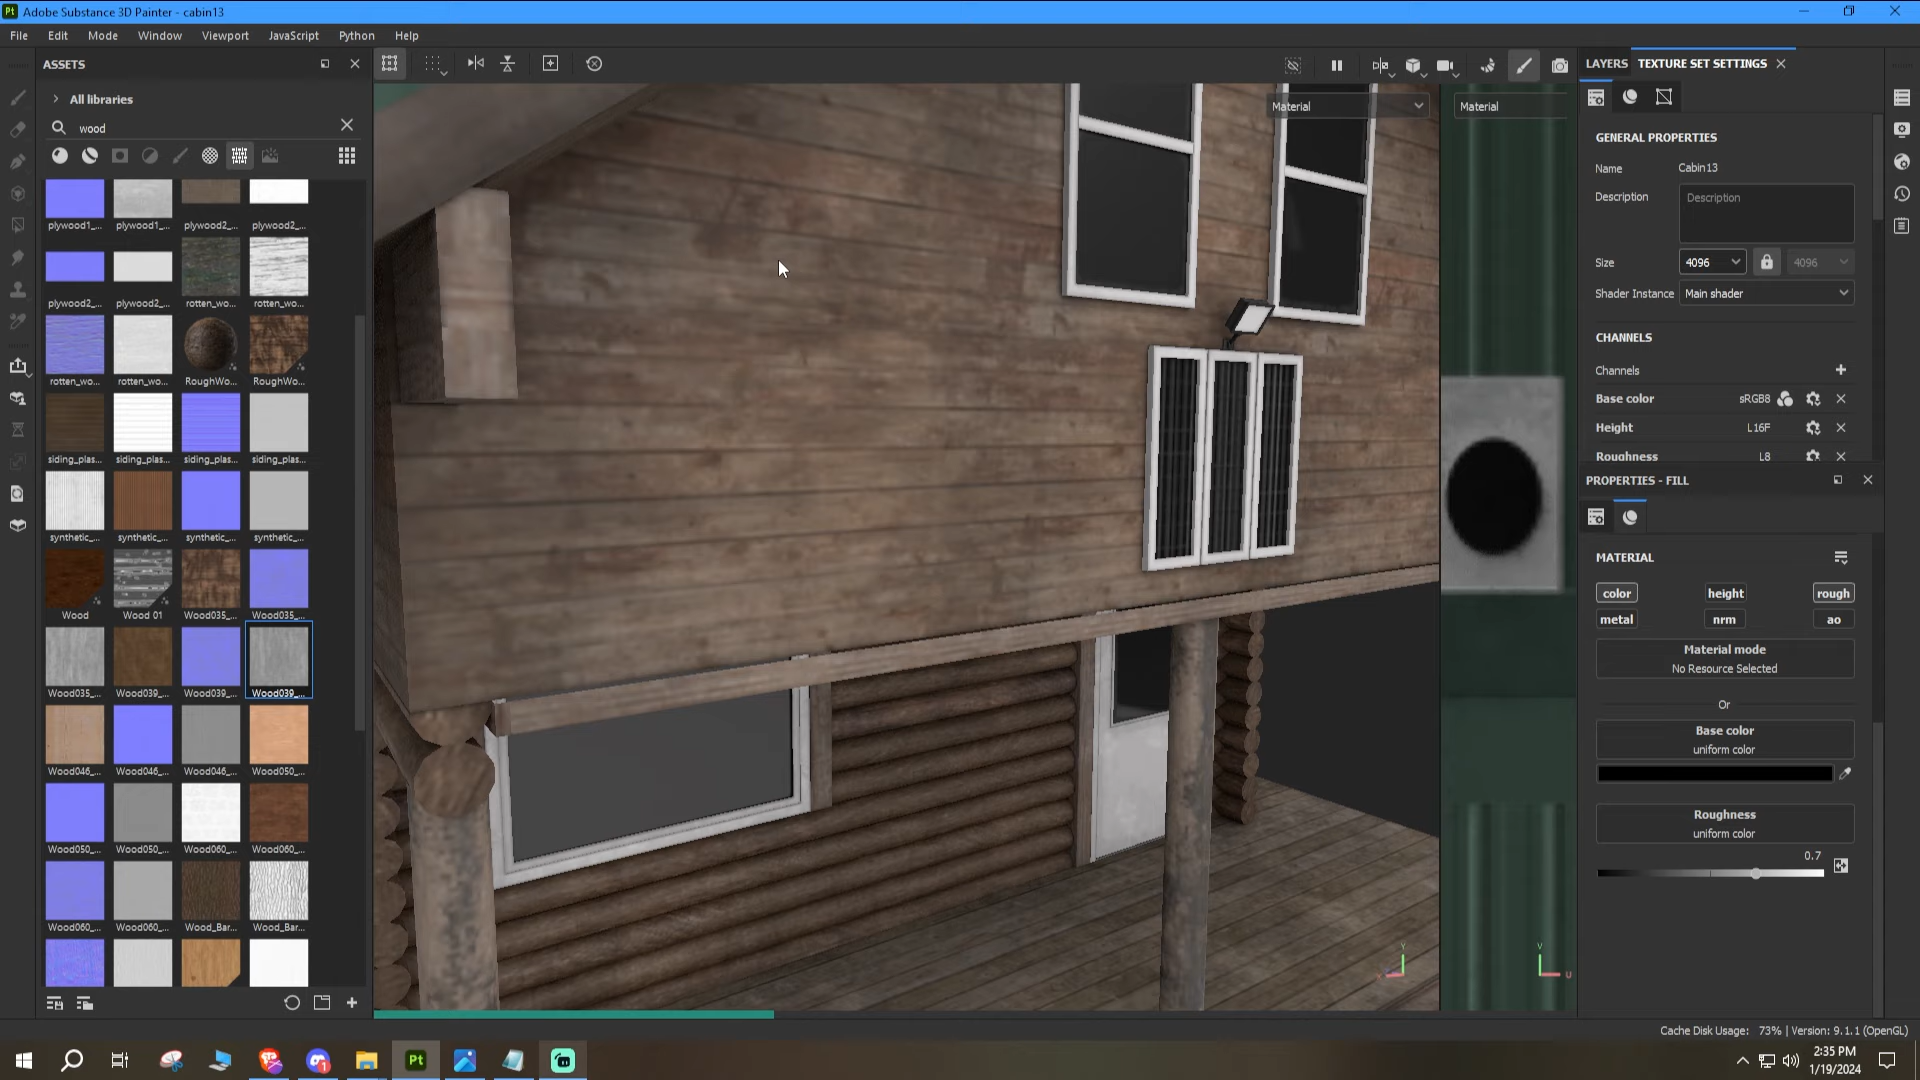 Pt Adobe Substance 3D Painter - cabin13
File Edit Mode Window Viewport JavaScript Python Help
ASSETS
All libraries
wood
plywood1_... plywood1_... plywood2_... plywood2_...
plywood2_... plywood2_... rotten_wo... rotten_wo...
rotten_wo... rotten_wo... RoughWo... RoughWo...
siding_plas... siding_plas... siding_plas... siding_plas...
synthetic_... synthetic_... synthetic_... synthetic_...
Wood Wood 01 Wood035_... Wood035_...
Wood035_... Wood039_... Wood039_... Wood039_...
Wood046_... Wood046_... Wood046_... Wood050_...
Wood050_... Wood050_... Wood060_... Wood060_...
Wood060_... Wood060_... Wood_Bar... Wood_Bar...
Material
Material
Y
X
V
U
LAYERS TEXTURE SET SETTINGS
GENERAL PROPERTIES
Name Cabin13
Description Description
Size 4096 4096
Shader Instance Main shader
CHANNELS
Channels
Base color sRGB8
Height L16F
Roughness L8
PROPERTIES - FILL
MATERIAL
color height rough
metal nrm ao
Material mode
No Resource Selected
Or
Base color
uniform color
Roughness
uniform color
0.7
Cache Disk Usage: 73% | Version: 9.1.1 (OpenGL)
Pt
1
2:35 PM
1/19/2024